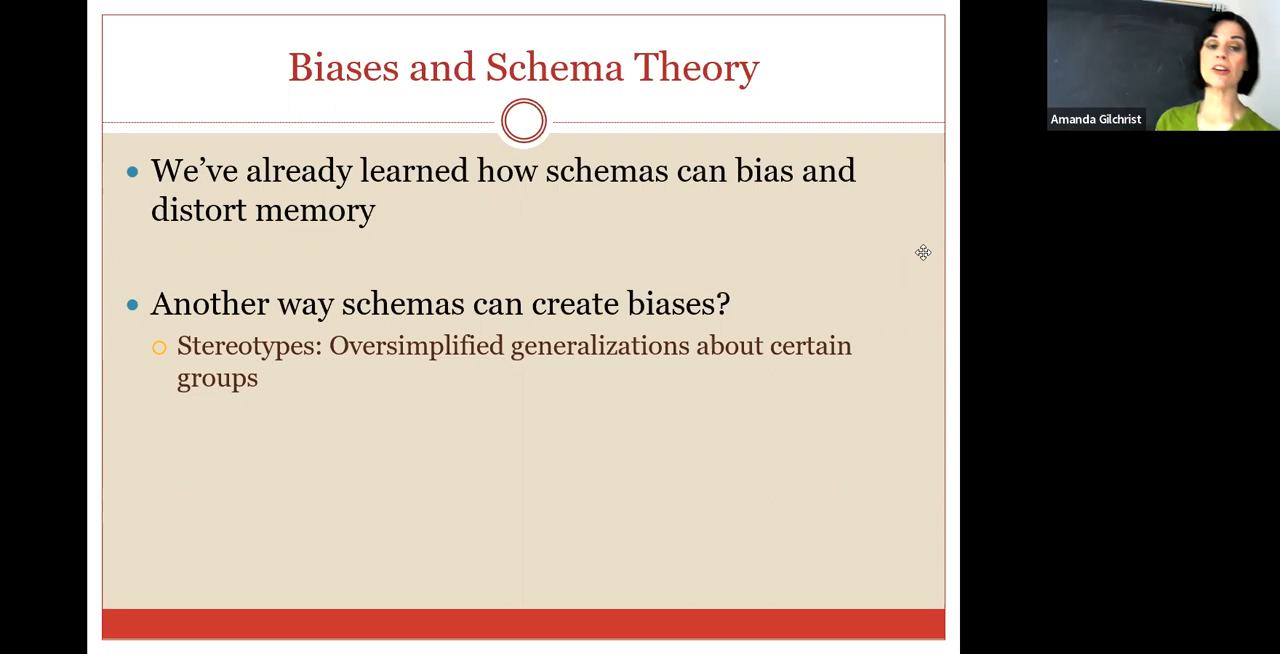 Biases and Schema Theory
We’ve already learned how schemas can bias and
distort memory
Another way schemas can create biases?
Stereotypes: Oversimplified generalizations about certain
groups
Amanda Gilchrist